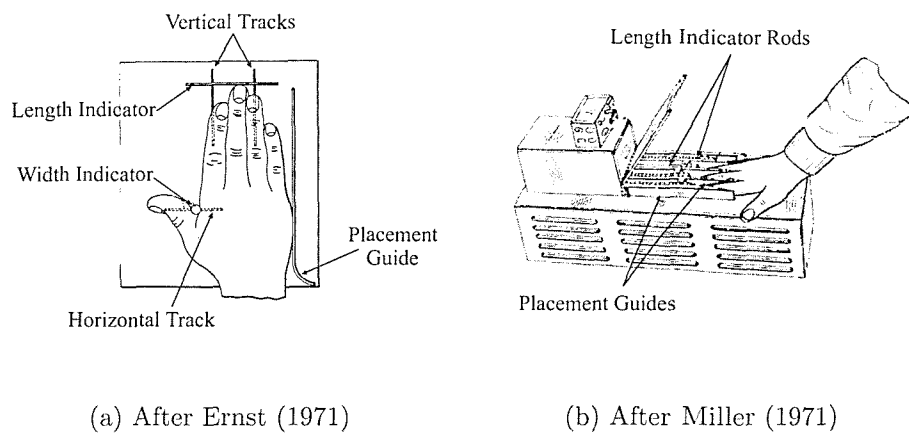 Vertical Tracks
Length Indicator
Width Indicator
Placement
Guide
Horizontal Track
Length Indicator Rods
Placement Guides
(a) After Ernst (1971)
(b) After Miller (1971)